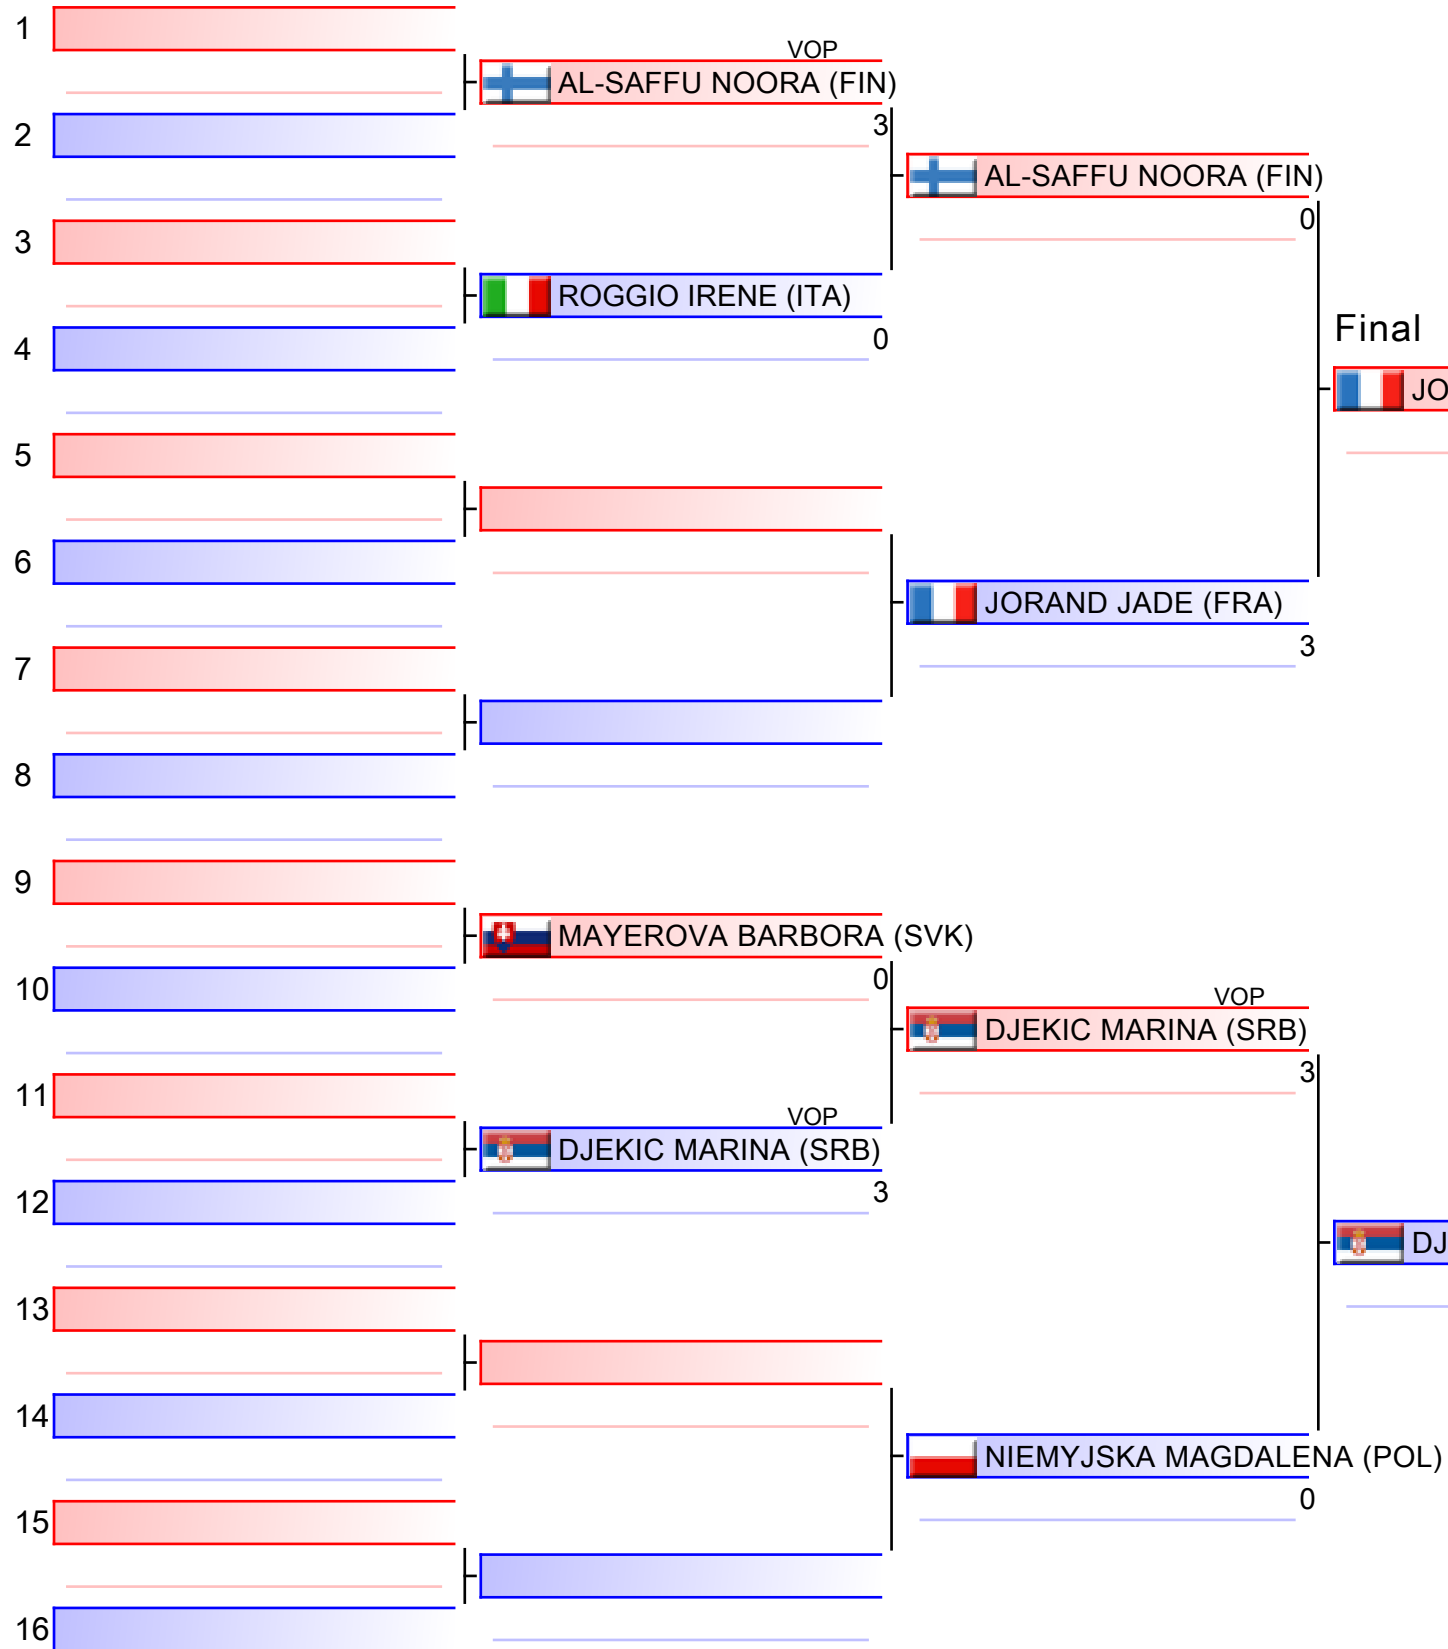 1
VOP
AL-SAFFU NOORA (FIN)
2
3
AL-SAFFU NOORA (FIN)
0
3
ROGGIO IRENE (ITA)
0
4
Final
JO
5
6
JORAND JADE (FRA)
3
7
8
9
MAYEROVA BARBORA (SVK)
0
10
VOP
DJEKIC MARINA (SRB)
3
11
VOP
DJEKIC MARINA (SRB)
3
12
DJ
13
14
NIEMYJSKA MAGDALENA (POL)
0
15
16